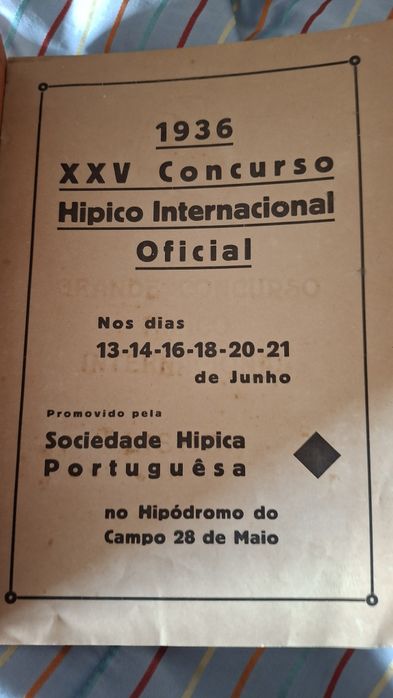 1936
XXV Concurso
Hipico Internacional
Oficial
Nos dias
13-14-16-18-20-21
de Junho
Promovido pela
Sociedade Hipica
Portuguêsa
no Hipódromo do
Campo 28 de Maio